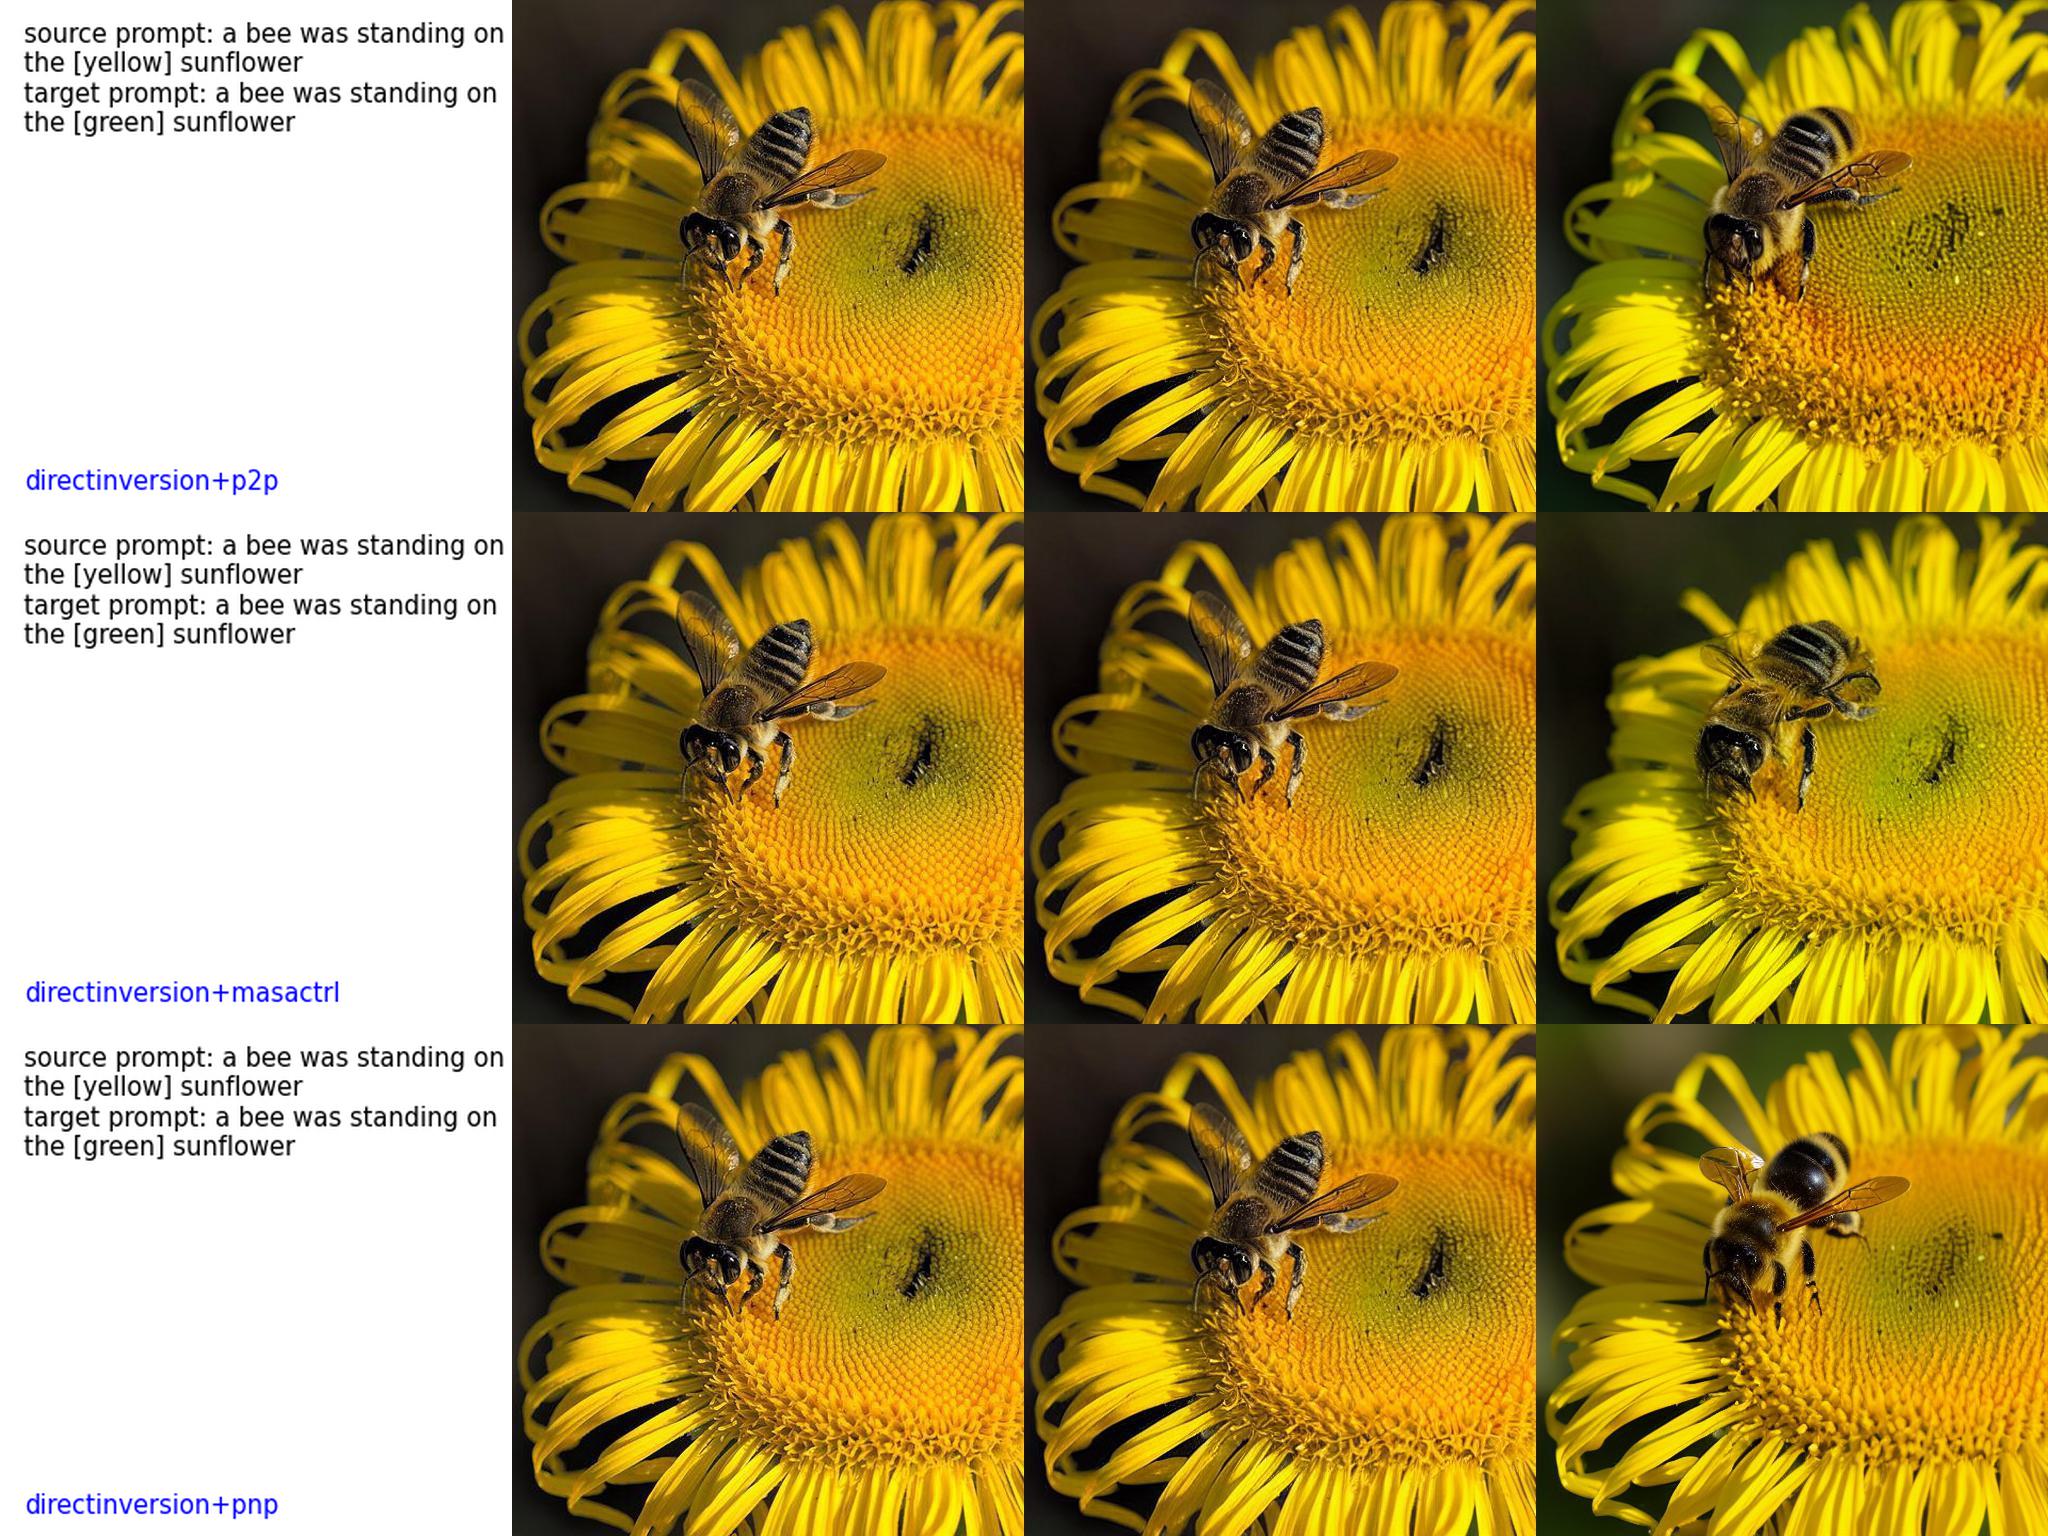 source prompt: a bee was standing on
the [yellow] sunflower
target prompt: a bee was standing on
the [green] sunflower
directinversion+p2p
source prompt: a bee was standing on
the [yellow] sunflower
target prompt: a bee was standing on
the [green] sunflower
directinversion+masactrl
source prompt: a bee was standing on
the [yellow] sunflower
target prompt: a bee was standing on
the [green] sunflower
directinversion+pnp